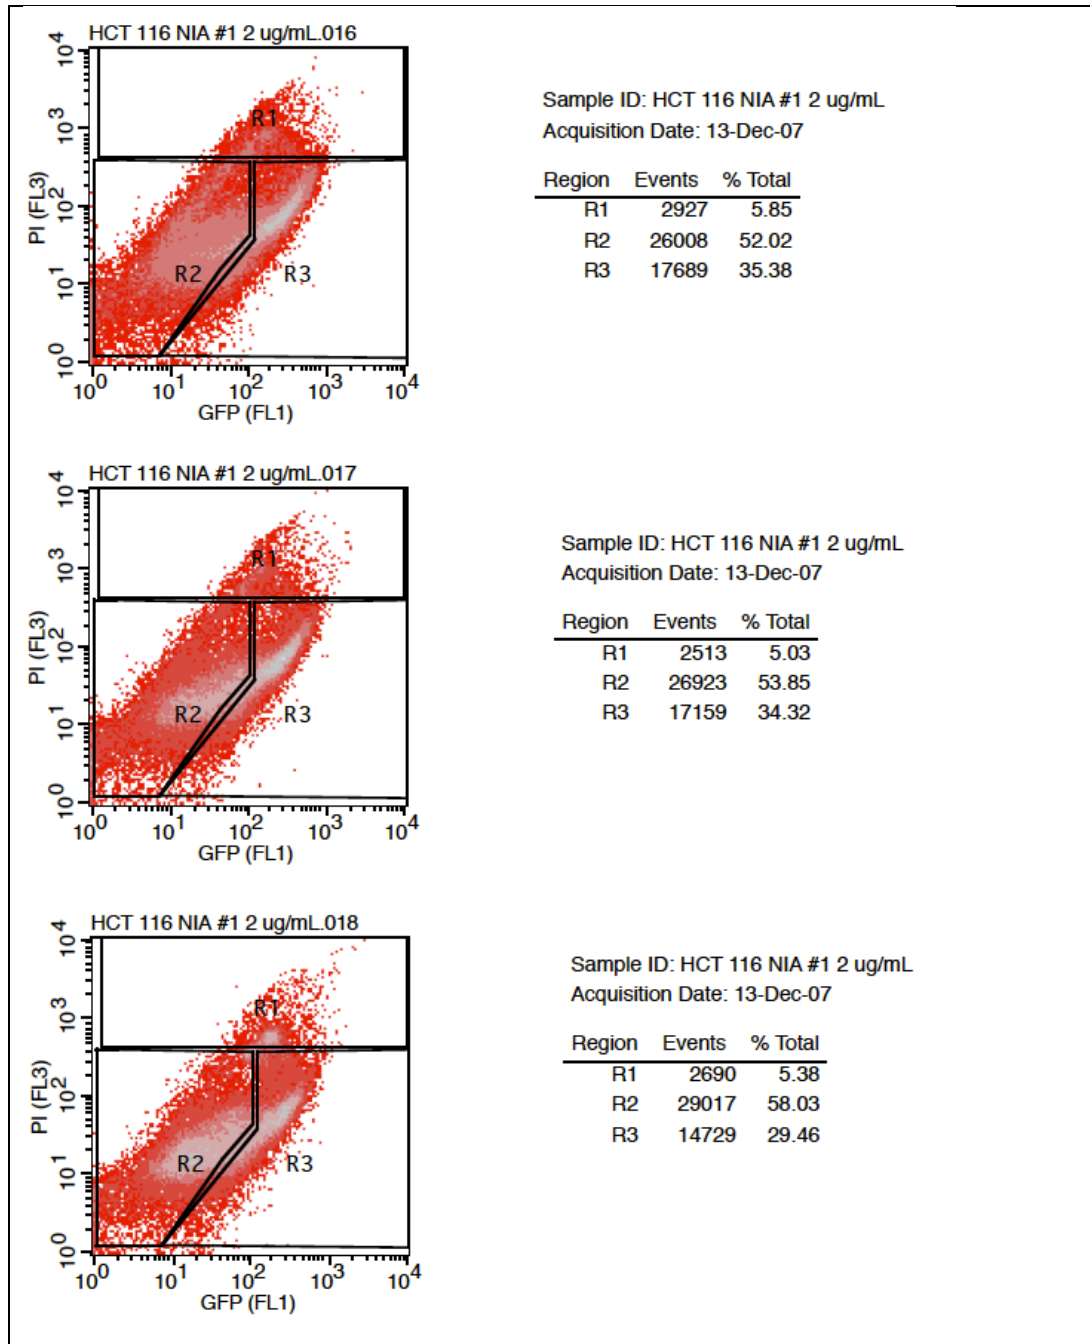 HCT 116 NIA #1 2 ug/mL.016
10^4
10^3
10^2
10^1
10^0
PI (FL3)
R1
R2
R3
10^0 10^1 10^2 10^3 10^4
GFP (FL1)
Sample ID: HCT 116 NIA #1 2 ug/mL
Acquisition Date: 13-Dec-07
Region Events % Total
R1 2927 5.85
R2 26008 52.02
R3 17689 35.38
HCT 116 NIA #1 2 ug/mL.017
10^4
10^3
10^2
10^1
10^0
PI (FL3)
R1
R2
R3
10^0 10^1 10^2 10^3 10^4
GFP (FL1)
Sample ID: HCT 116 NIA #1 2 ug/mL
Acquisition Date: 13-Dec-07
Region Events % Total
R1 2513 5.03
R2 26923 53.85
R3 17159 34.32
HCT 116 NIA #1 2 ug/mL.018
10^4
10^3
10^2
10^1
10^0
PI (FL3)
R1
R2
R3
10^0 10^1 10^2 10^3 10^4
GFP (FL1)
Sample ID: HCT 116 NIA #1 2 ug/mL
Acquisition Date: 13-Dec-07
Region Events % Total
R1 2690 5.38
R2 29017 58.03
R3 14729 29.46